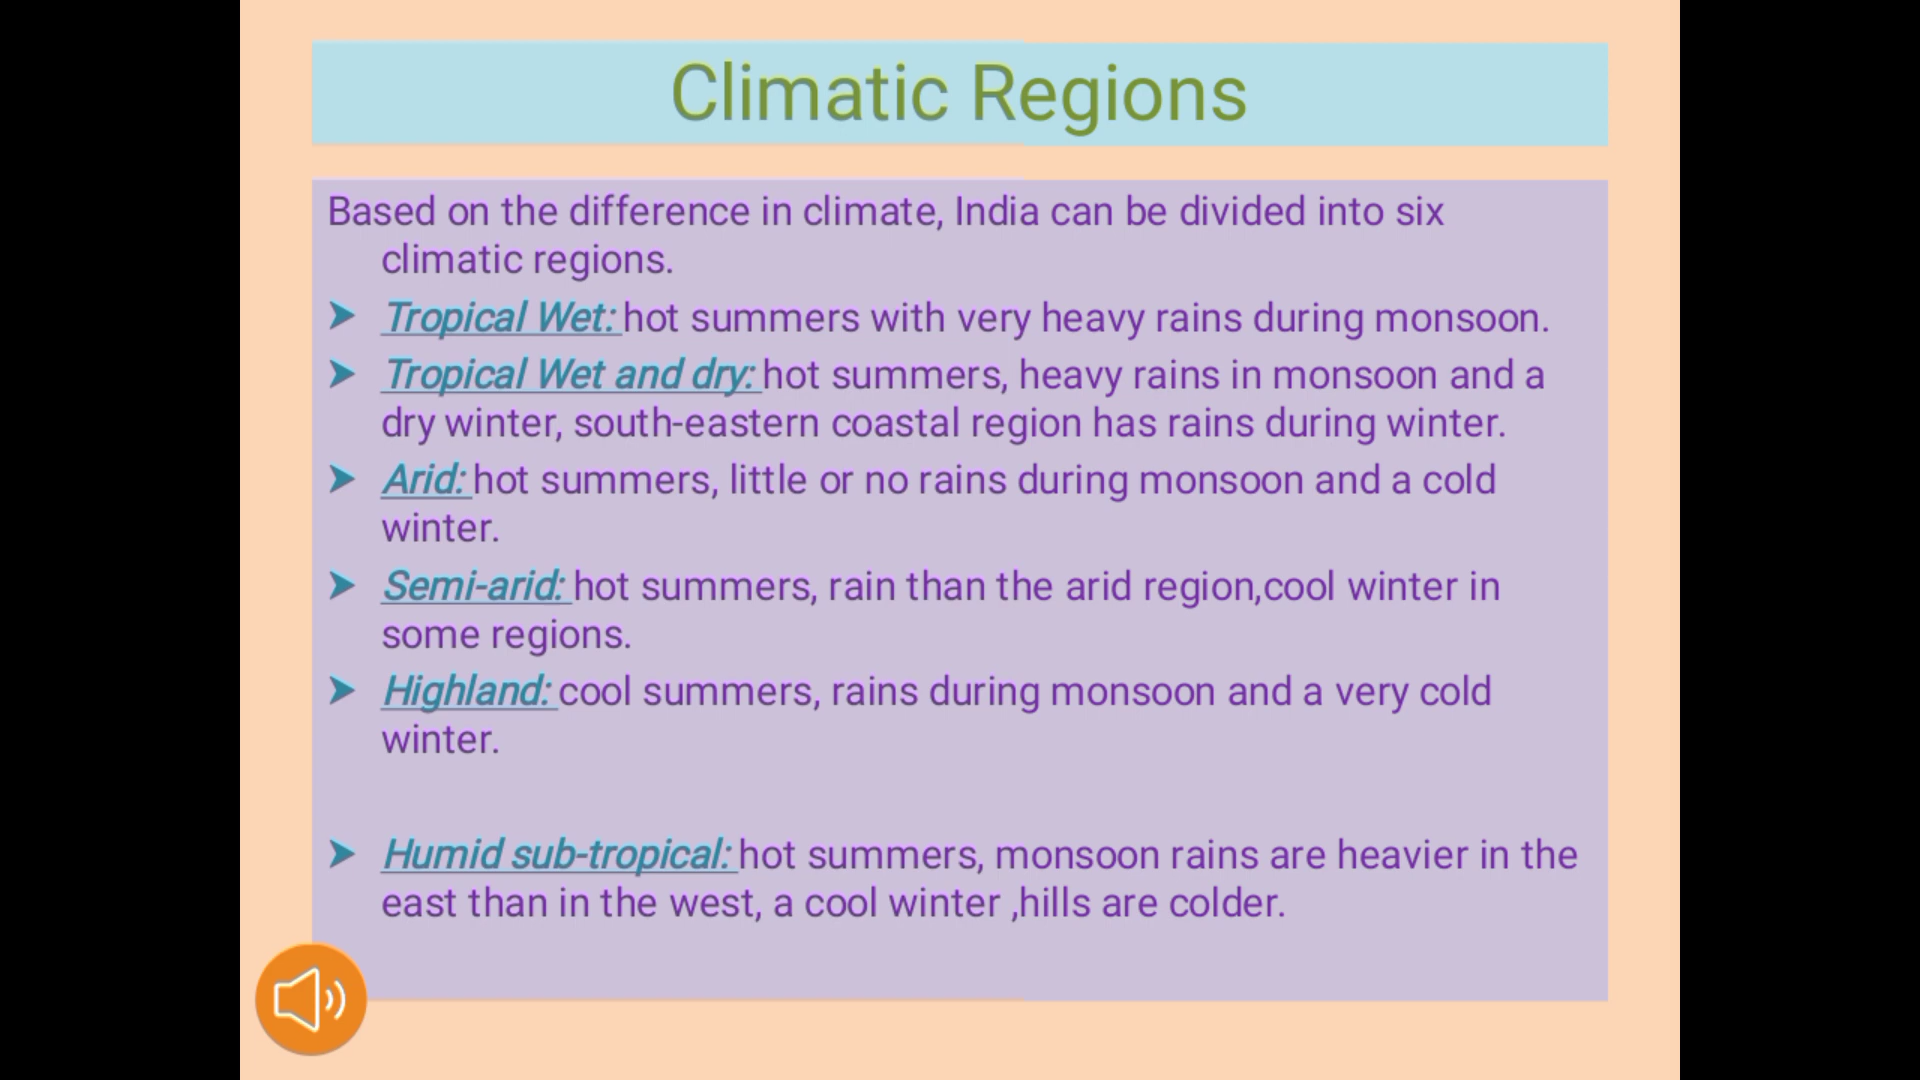 Climatic Regions
Based on the difference in climate, India can be divided into six
climatic regions.
➤ Tropical Wet: hot summers with very heavy rains during monsoon.
➤ Tropical Wet and dry: hot summers, heavy rains in monsoon and a
dry winter, south-eastern coastal region has rains during winter.
➤ Arid: hot summers, little or no rains during monsoon and a cold
winter.
➤ Semi-arid: hot summers, rain than the arid region,cool winter in
some regions.
➤ Highland: cool summers, rains during monsoon and a very cold
winter.
➤ Humid sub-tropical: hot summers, monsoon rains are heavier in the
east than in the west, a cool winter ,hills are colder.